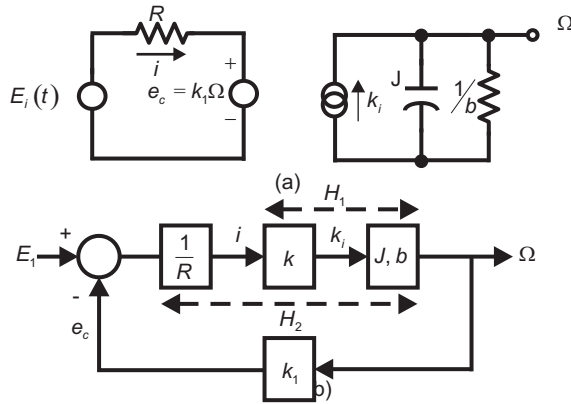 R
Ω
+
i
E_i(t)
e_c = k_1Ω
−
k_i
J
1/b
(a)
H_1
+
E_1
1/R
i
k
k_i
J, b
Ω
-
e_c
H_2
k_1
b)